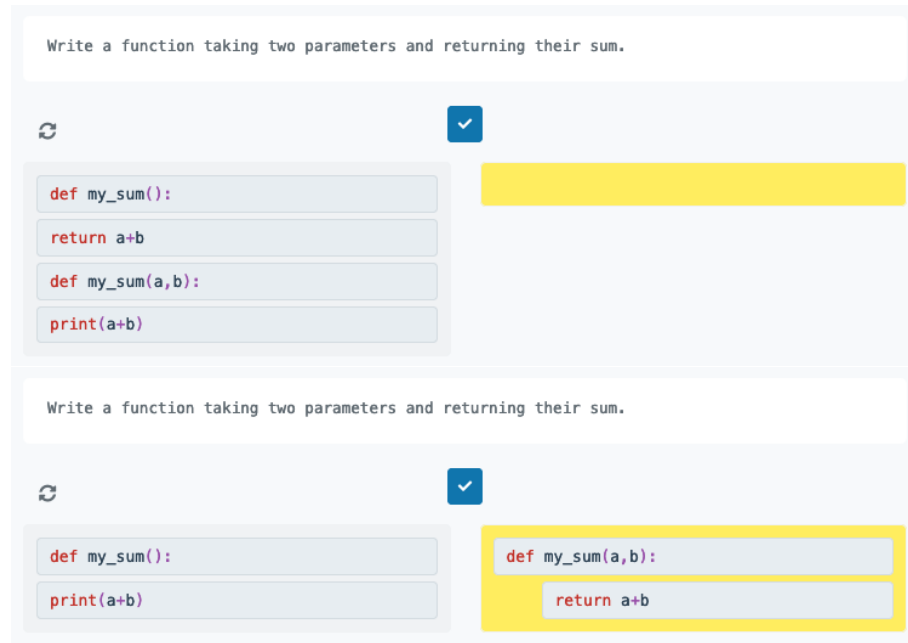 Write a function taking two parameters and returning their sum.
def my_sum():
return a+b
def my_sum(a,b):
print(a+b)
Write a function taking two parameters and returning their sum.
def my_sum():
print(a+b)
def my_sum(a,b):
return a+b